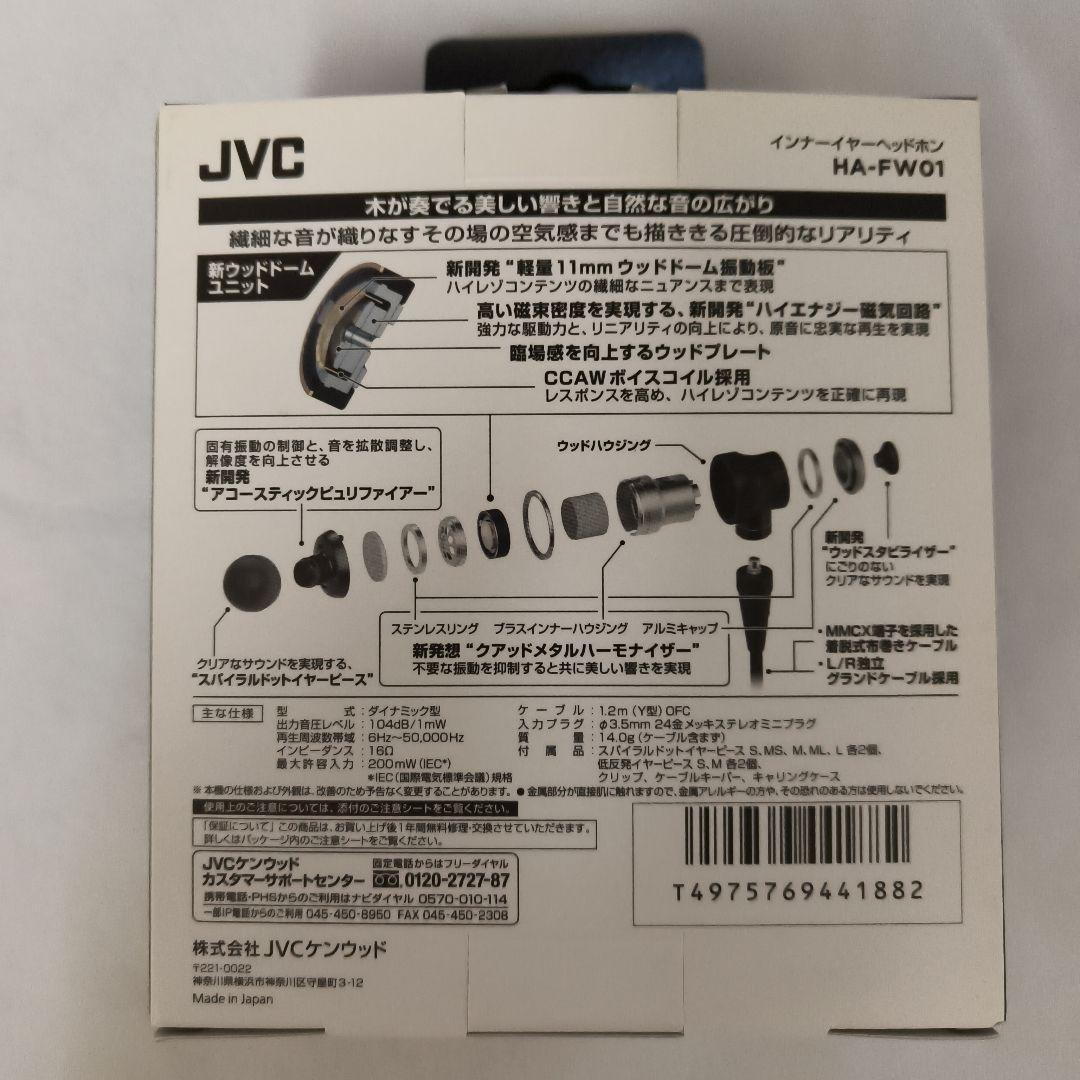 JVC
インナーイヤーヘッドホン
HA-FW01
木が奏でる美しい響きと自然な音の広がり
繊細な音が織りなすその場の空気感までも描ききる圧倒的なリアリティ
新ウッドドーム
ユニット
新開発“軽量11mmウッドドーム振動板”
ハイレゾコンテンツの繊細なニュアンスまで表現
高い磁束密度を実現する、新開発“ハイエナジー磁気回路”
強力な駆動力と、リニアリティの向上により、原音に忠実な再生を実現
臨場感を向上するウッドプレート
CCAWボイスコイル採用
レスポンスを高め、ハイレゾコンテンツを正確に再現
固有振動の制御と、音を拡散調整し、
解像度を向上させる
新開発
“アコースティックピュリファイアー”
ウッドハウジング
新開発
“ウッドスタビライザー”
にごりのない
クリアなサウンドを実現
ステンレスリング ブラスインナーハウジング アルミキャップ
新発想“クアッドメタルハーモナイザー”
不要な振動を抑制すると共に美しい響きを実現
・MMCX端子を採用した
着脱式布巻きケーブル
・L/R独立
グランドケーブル採用
クリアなサウンドを実現する、
“スパイラルドットイヤーピース”
主な仕様
型式：ダイナミック型
出力音圧レベル：104dB/1mW
再生周波数帯域：6Hz～50,000Hz
インピーダンス：16Ω
最大許容入力：200mW(IEC*)
*IEC(国際電気標準会議)規格
ケーブル：1.2m(Y型)OFC
入力プラグ：φ3.5mm 24金メッキステレオミニプラグ
質量：14.0g(ケーブル含まず)
付属品：スパイラルドットイヤーピース S、MS、M、ML、L 各2個、
低反発イヤーピース S、M 各2個、
クリップ、ケーブルキーパー、キャリングケース
※本機の仕様および外観は、改善のため予告なく変更することがあります。 ●金属部分が直接肌に触れますので、金属アレルギーの方や、その恐れのある方は使用しないでください。
使用上のご注意については、添付のご注意シートをご覧ください。
「保証について」この商品は、お買い上げ後1年間無料修理・交換させていただきます。
詳しくはパッケージ内のご注意シートをご覧ください。
JVCケンウッド
カスタマーサポートセンター
固定電話からはフリーダイヤル
0120-2727-87
携帯電話・PHSからのご利用はナビダイヤル 0570-010-114
一部IP電話からのご利用 045-450-8950 FAX 045-450-2308
T4975769441882
株式会社JVCケンウッド
〒221-0022
神奈川県横浜市神奈川区守屋町3-12
Made in Japan